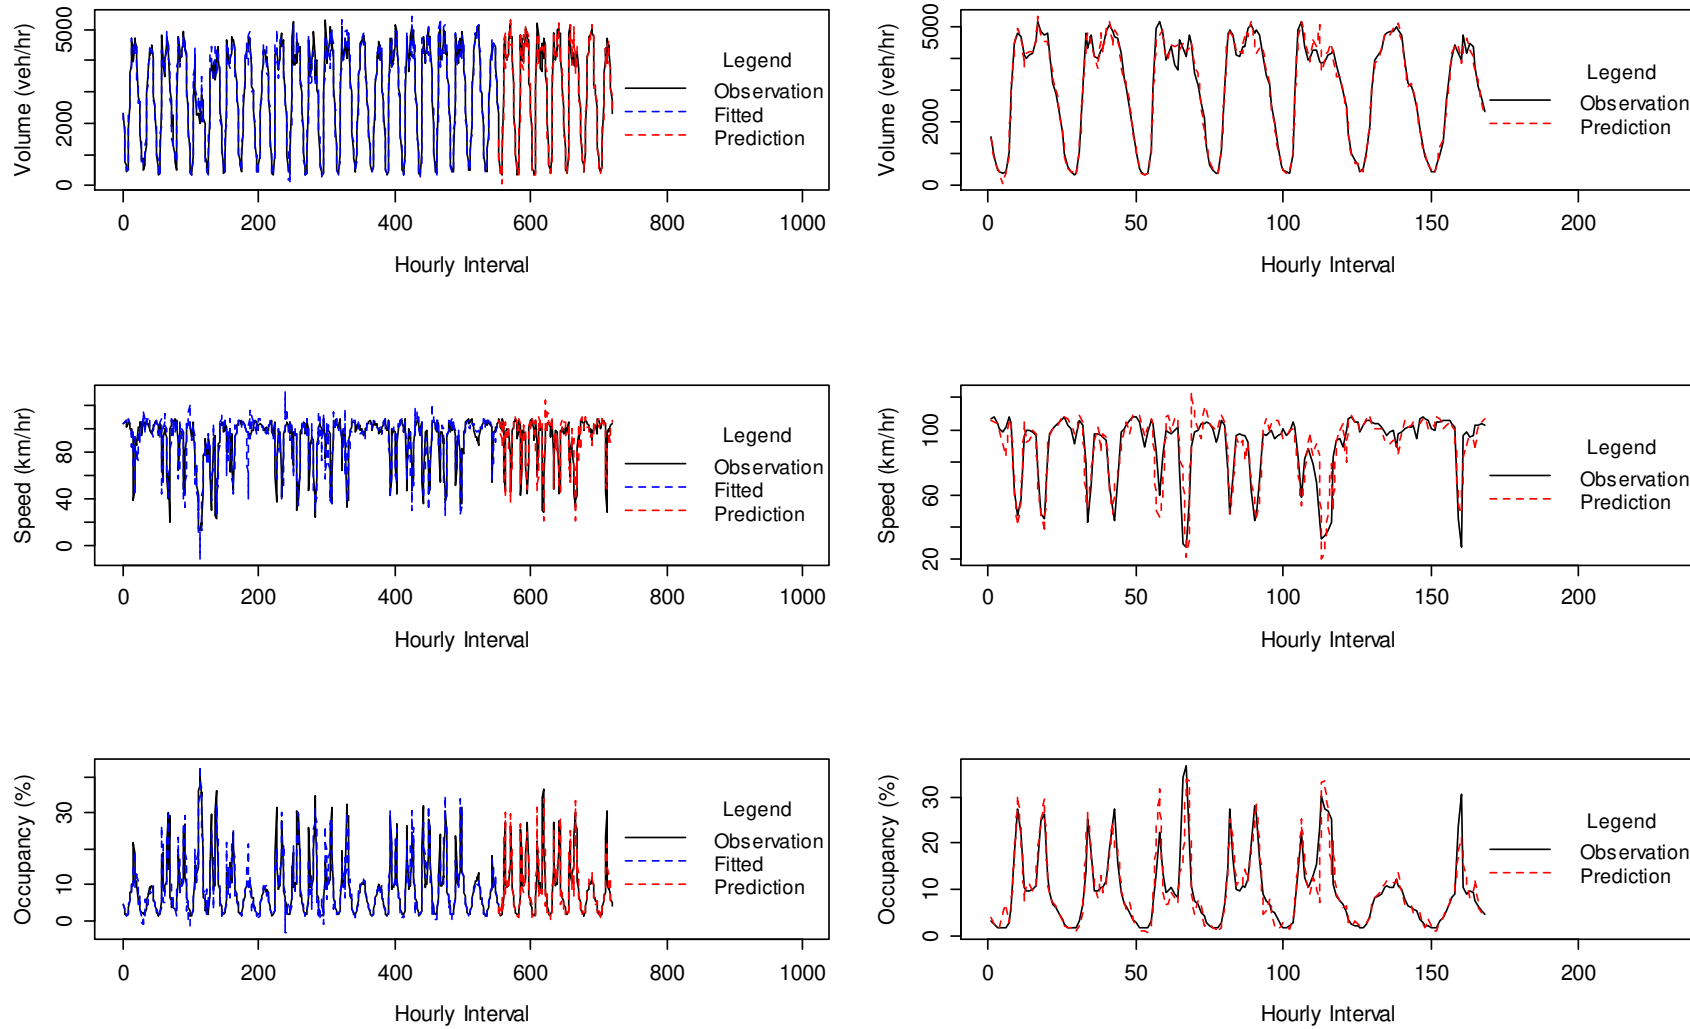 Volume (veh/hr)
5000
2000
0
0 200 400 600 800 1000
Hourly Interval
Legend
Observation
Fitted
Prediction
Volume (veh/hr)
5000
2000
0
0 50 100 150 200
Hourly Interval
Legend
Observation
Prediction
Speed (km/hr)
80
40
0
0 200 400 600 800 1000
Hourly Interval
Legend
Observation
Fitted
Prediction
Speed (km/hr)
100
60
20
0 50 100 150 200
Hourly Interval
Legend
Observation
Prediction
Occupancy (%)
30
10
0
0 200 400 600 800 1000
Hourly Interval
Legend
Observation
Fitted
Prediction
Occupancy (%)
30
20
10
0
0 50 100 150 200
Hourly Interval
Legend
Observation
Prediction